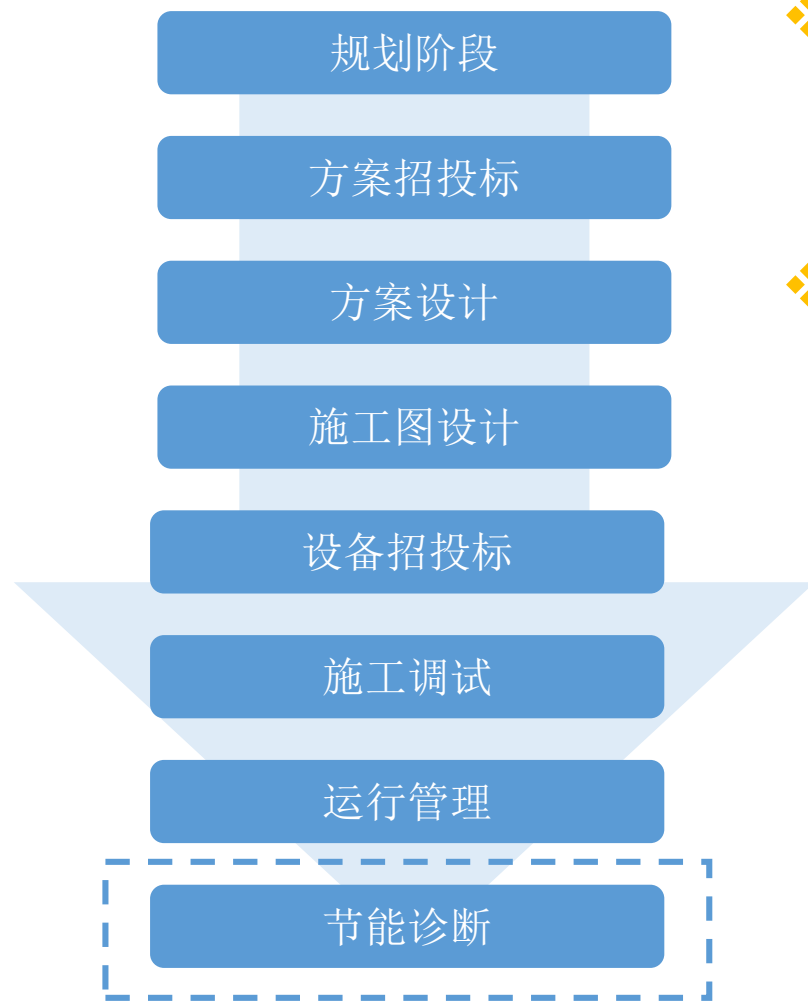 规划阶段
方案招投标
方案设计
施工图设计
设备招投标
施工调试
运行管理
节能诊断